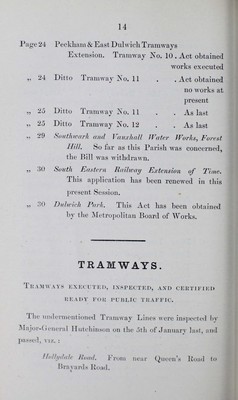 14
Page 24 Peckham & East Dulwich Tramways
Extension. Tramway No. 10 . Act obtained
works executed
„ 24 Ditto Tramway No. 11 . . Act obtained
no works at
present
„ 25 Ditto Tramway No. 11 . . As last
„ 25 Ditto Tramway No. 12 . . As last
„ 29 Southwark and Vauxhall Water Works, Forest
Hill. So far as this Parish was concerned,
the Bill was withdrawn.
„ 30 South Eastern Railway Extension of Time.
This application has been renewed in this
present Session.
„ 30 Dulwich Park. This Act has been obtained
by the Metropolitan Board of Works.
TRAMWAYS.
TRAMWAYS EXECUTED, INSPECTED, AND CERTIFIED
READY FOR PUBLIC TRAFFIC.
The undermentioned Tramway Lines were inspected by
Major-General Hutchinson on the 5th of January last, and
passed, viz. :
Hollydale Road. From near Queen's Road to
Brayards Road.